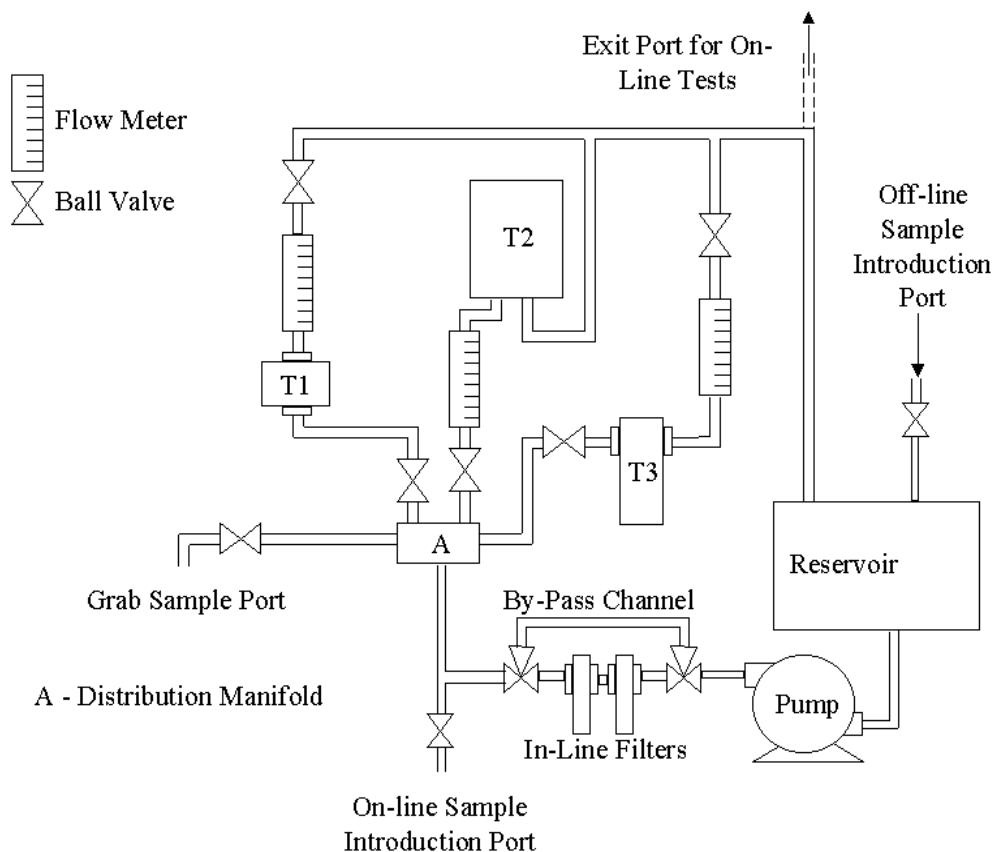 Exit Port for On-
Line Tests
Flow Meter
Ball Valve
T2
Off-line
Sample
Introduction
Port
T1
T3
A
Reservoir
Grab Sample Port
By-Pass Channel
A - Distribution Manifold
Pump
In-Line Filters
On-line Sample
Introduction Port